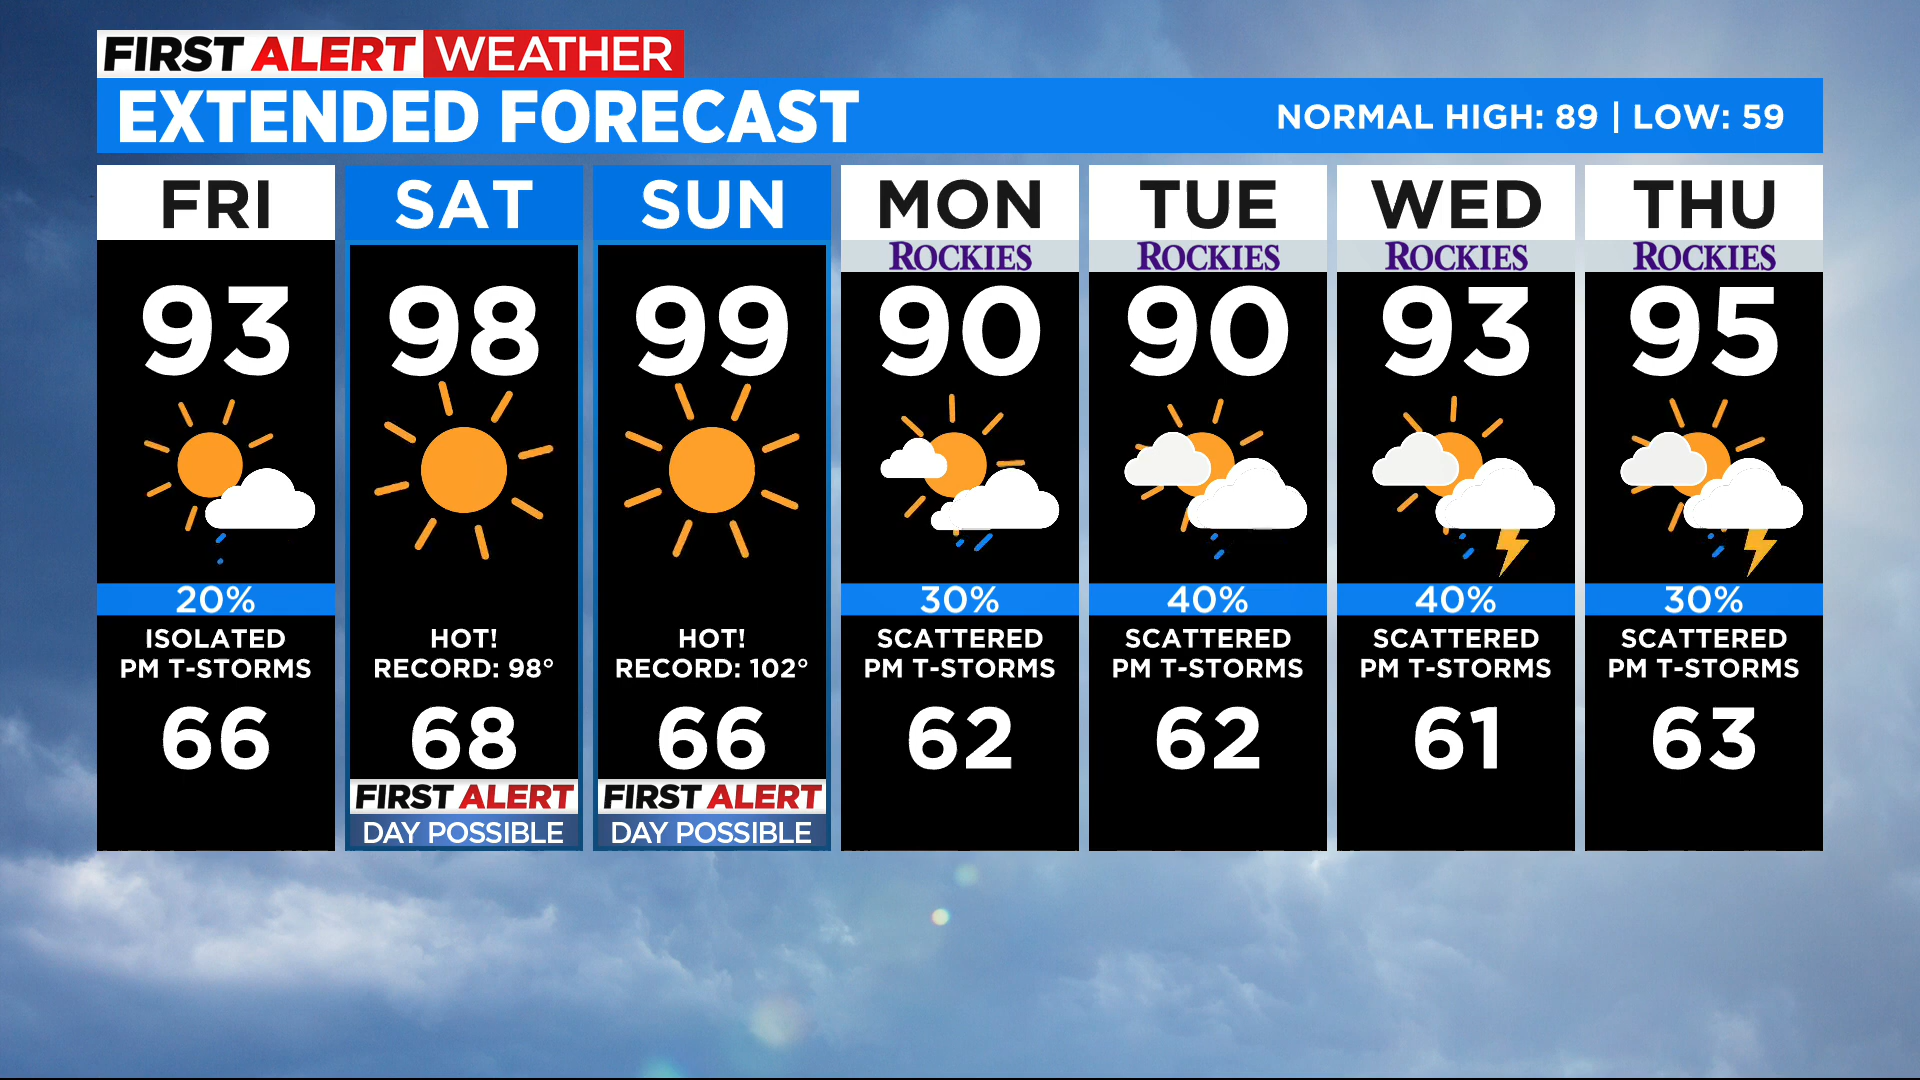 FIRST ALERT WEATHER
EXTENDED FORECAST
NORMAL HIGH: 89 | LOW: 59
FRI
93
20%
ISOLATED
PM T-STORMS
66
SAT
98
HOT!
RECORD: 98°
68
FIRST ALERT
DAY POSSIBLE
SUN
99
HOT!
RECORD: 102°
66
FIRST ALERT
DAY POSSIBLE
MON
ROCKIES
90
30%
SCATTERED
PM T-STORMS
62
TUE
ROCKIES
90
40%
SCATTERED
PM T-STORMS
62
WED
ROCKIES
93
40%
SCATTERED
PM T-STORMS
61
THU
ROCKIES
95
30%
SCATTERED
PM T-STORMS
63